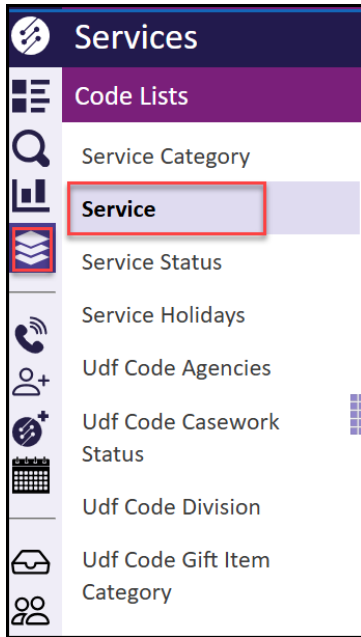 Services
Code Lists
Service Category
Service
Service Status
Service Holidays
Udf Code Agencies
Udf Code Casework
Status
Udf Code Division
Udf Code Gift Item
Category